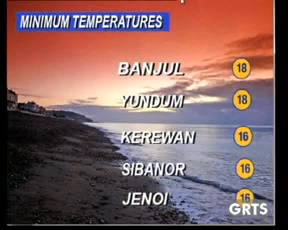 MINIMUM TEMPERATURES
BANJUL 18
YUNDUM 18
KEREWAN 16
SIBANOR 16
JENOI 16
GRTS